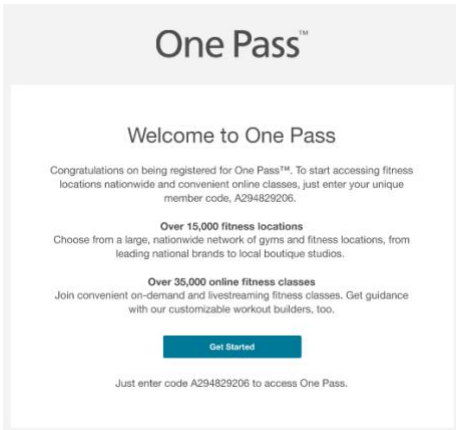 One Pass™
Welcome to One Pass
Congratulations on being registered for One Pass™. To start accessing fitness
locations nationwide and convenient online classes, just enter your unique
member code, A294829206.
Over 15,000 fitness locations
Choose from a large, nationwide network of gyms and fitness locations, from
leading national brands to local boutique studios.
Over 35,000 online fitness classes
Join convenient on-demand and livestreaming fitness classes. Get guidance
with our customizable workout builders, too.
Get Started
Just enter code A294829206 to access One Pass.